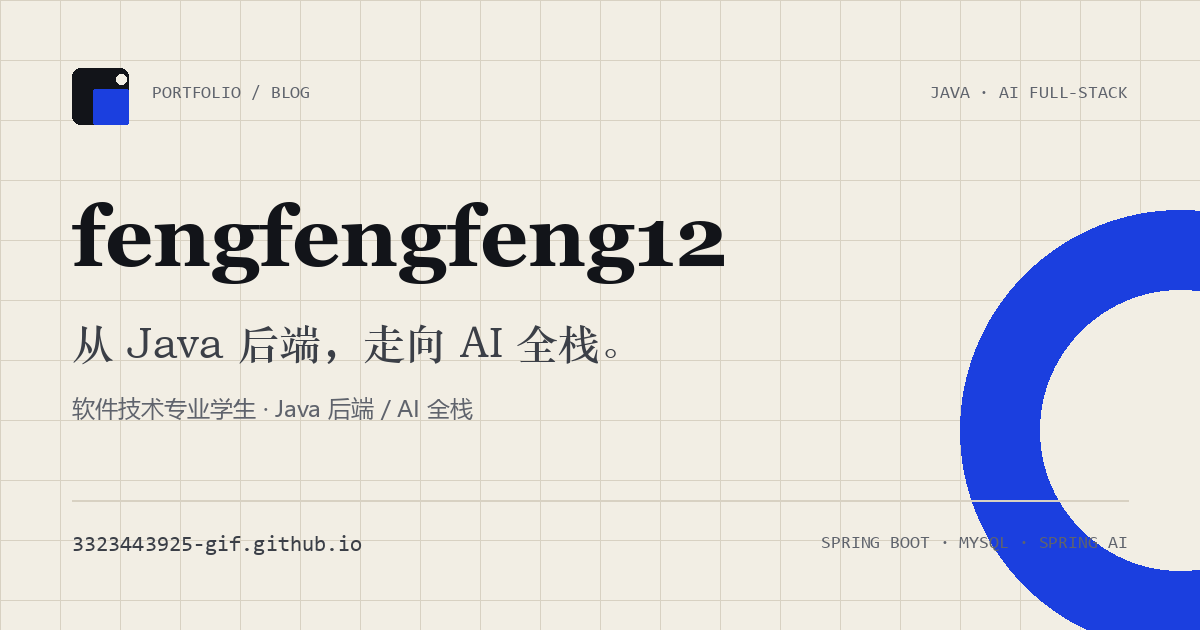 PORTFOLIO / BLOG
JAVA · AI FULL-STACK
fengfengfeng12
从 Java 后端，走向 AI 全栈。
软件技术专业学生 · Java 后端 / AI 全栈
3323443925-gif.github.io
SPRING BOOT · MYSQL · SPRING AI